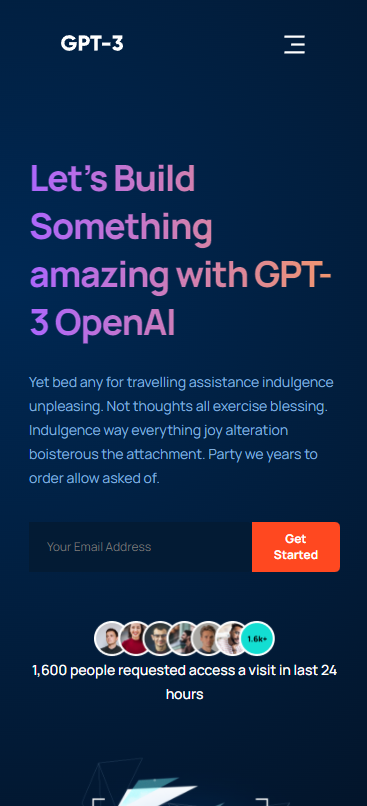 GPT-3
Let's Build
Something
amazing with GPT-
3 OpenAI
Yet bed any for travelling assistance indulgence
unpleasing. Not thoughts all exercise blessing.
Indulgence way everything joy alteration
boisterous the attachment. Party we years to
order allow asked of.
Your Email Address
Get
Started
1.6k+
1,600 people requested access a visit in last 24
hours